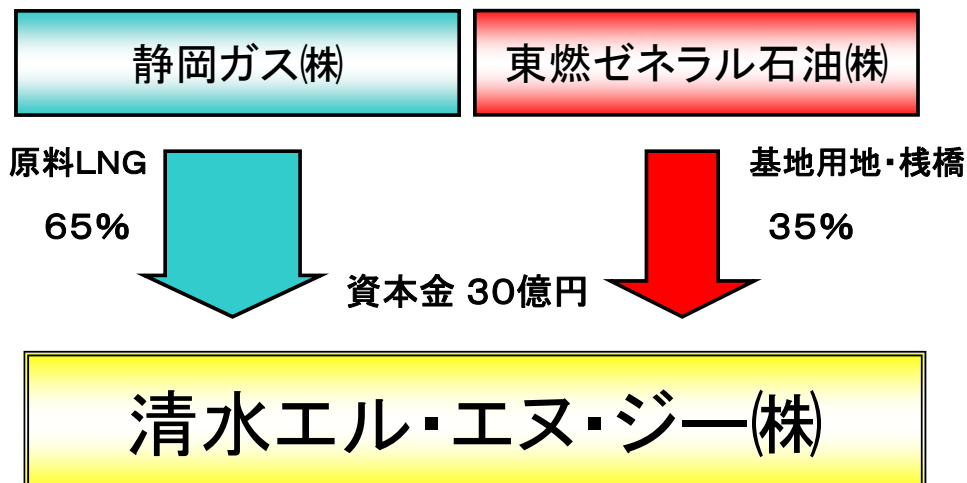 静岡ガス㈱
東燃ゼネラル石油㈱
原料LNG
65%
基地用地・桟橋
35%
資本金 30億円
清水エル・エヌ・ジー㈱